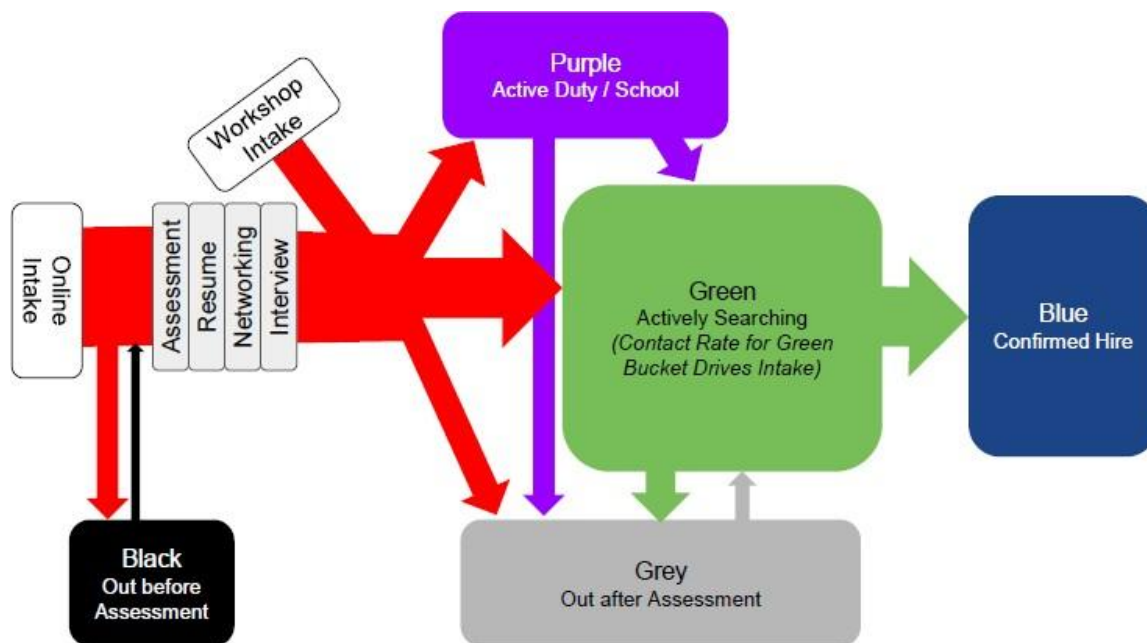 Purple
Active Duty / School
Workshop
Intake
Online
Intake
Assessment
Resume
Networking
Interview
Green
Actively Searching
(Contact Rate for Green
Bucket Drives Intake)
Blue
Confirmed Hire
Black
Out before
Assessment
Grey
Out after Assessment